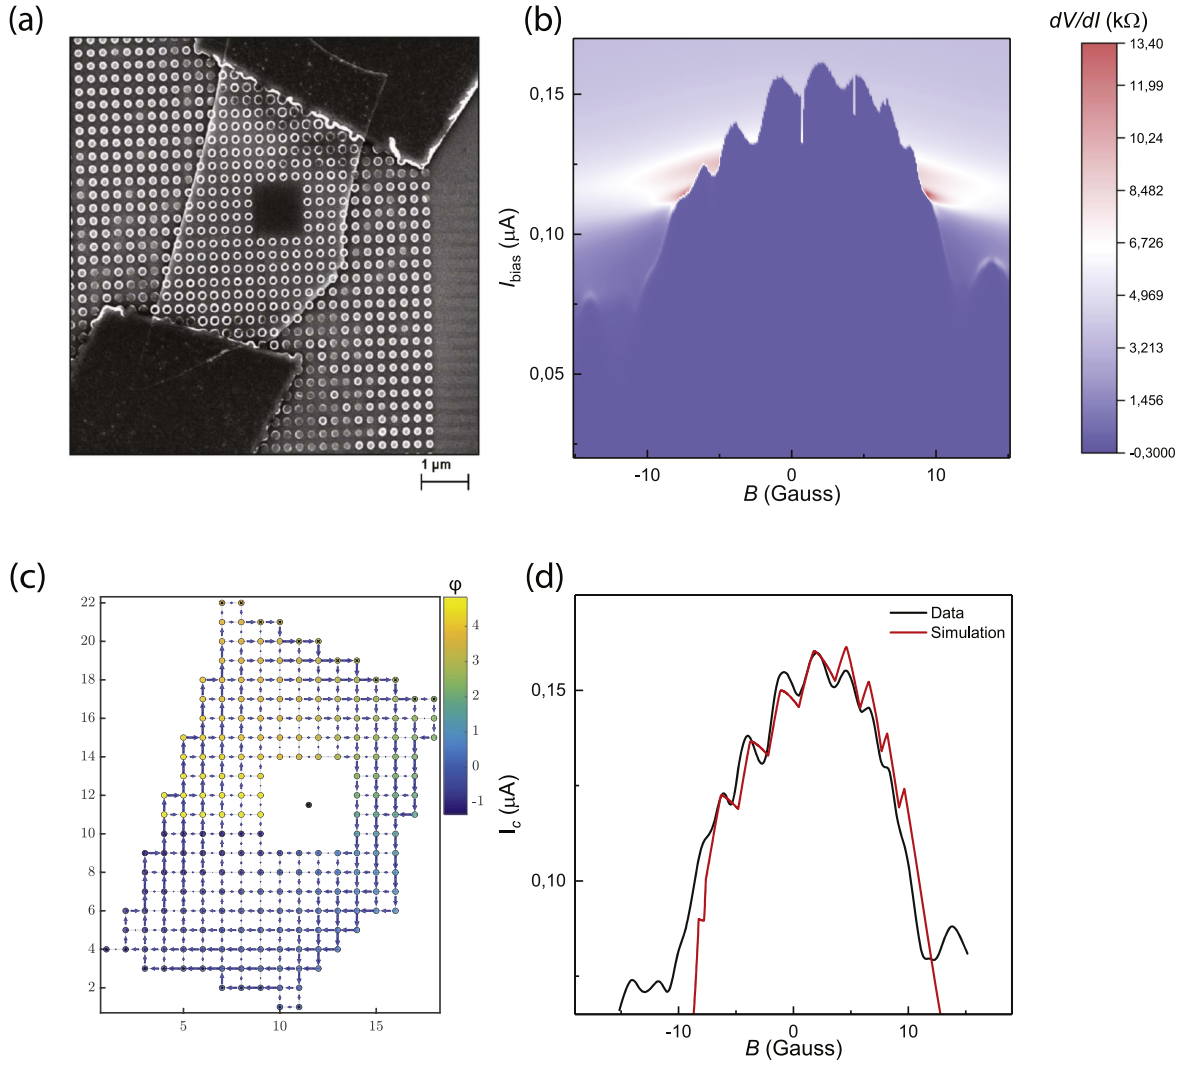 (a)
1 μm
(b)
dV/dI (kΩ)
13,40
11,99
10,24
8,482
6,726
4,969
3,213
1,456
-0,3000
0,15
0,10
0,05
I_bias (μA)
-10 0 10
B (Gauss)
(c)
φ
22
20
18
16
14
12
10
8
6
4
2
5 10 15
4
3
2
1
0
-1
(d)
Data
Simulation
0,15
0,10
I_c (μA)
-10 0 10
B (Gauss)